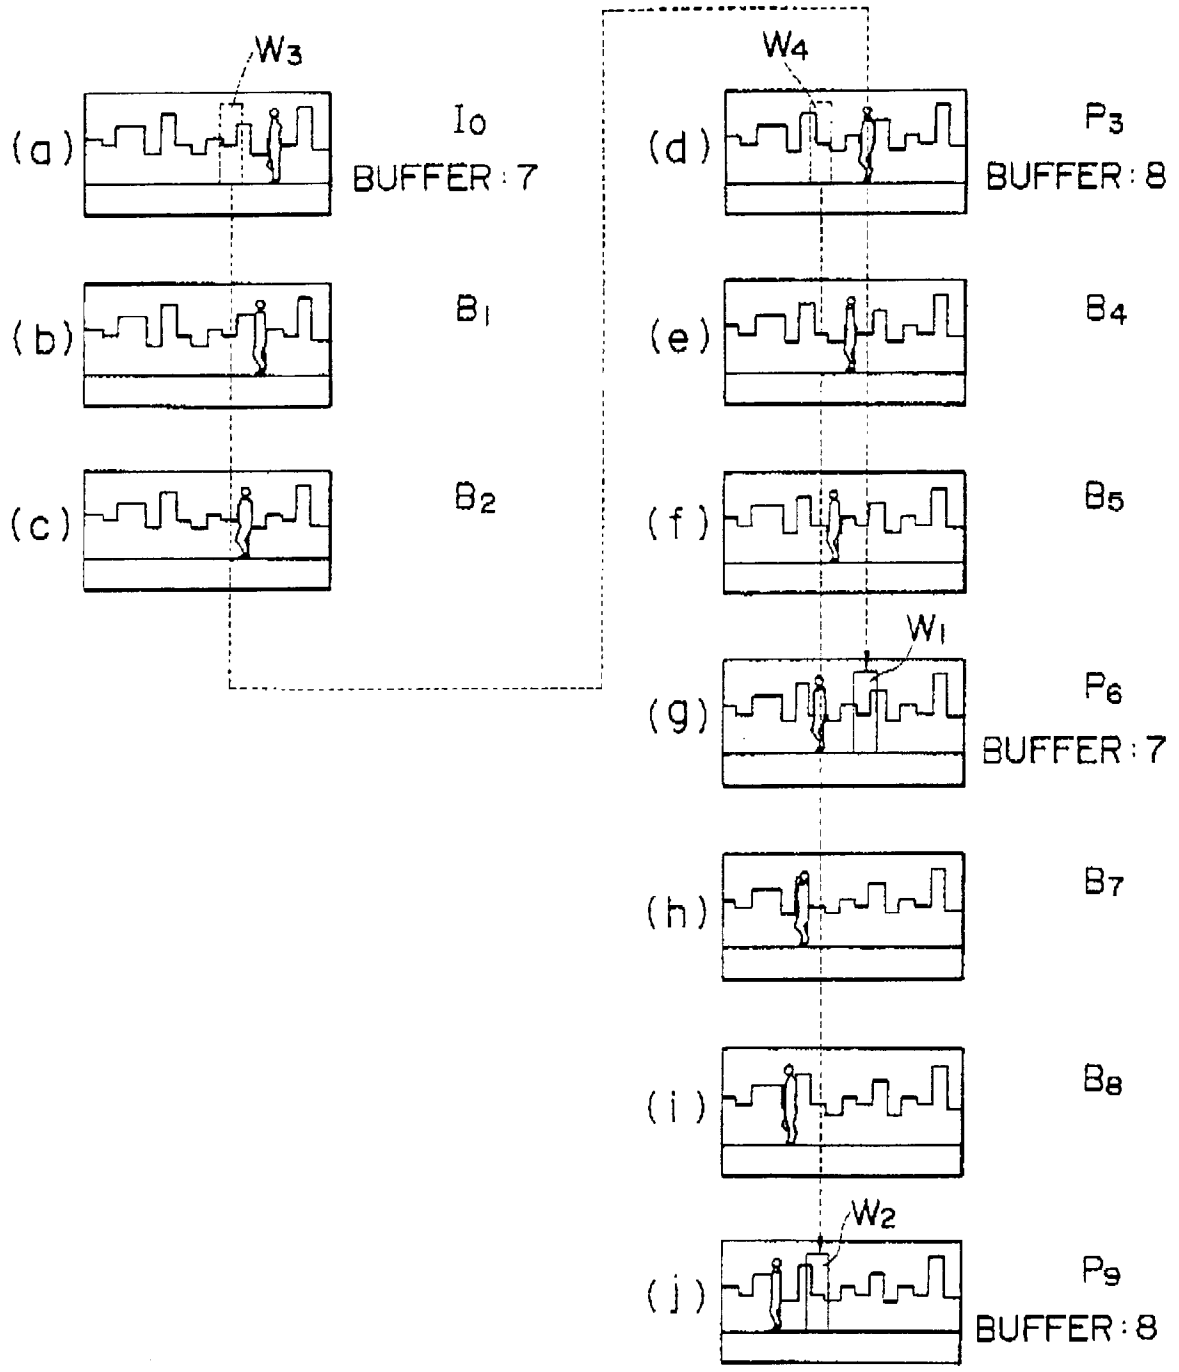 W3
(a)
I0
BUFFER:7
(b)
B1
(c)
B2
W4
(d)
P3
BUFFER:8
(e)
B4
(f)
B5
W1
(g)
P6
BUFFER:7
(h)
B7
(i)
B8
W2
(j)
P9
BUFFER:8